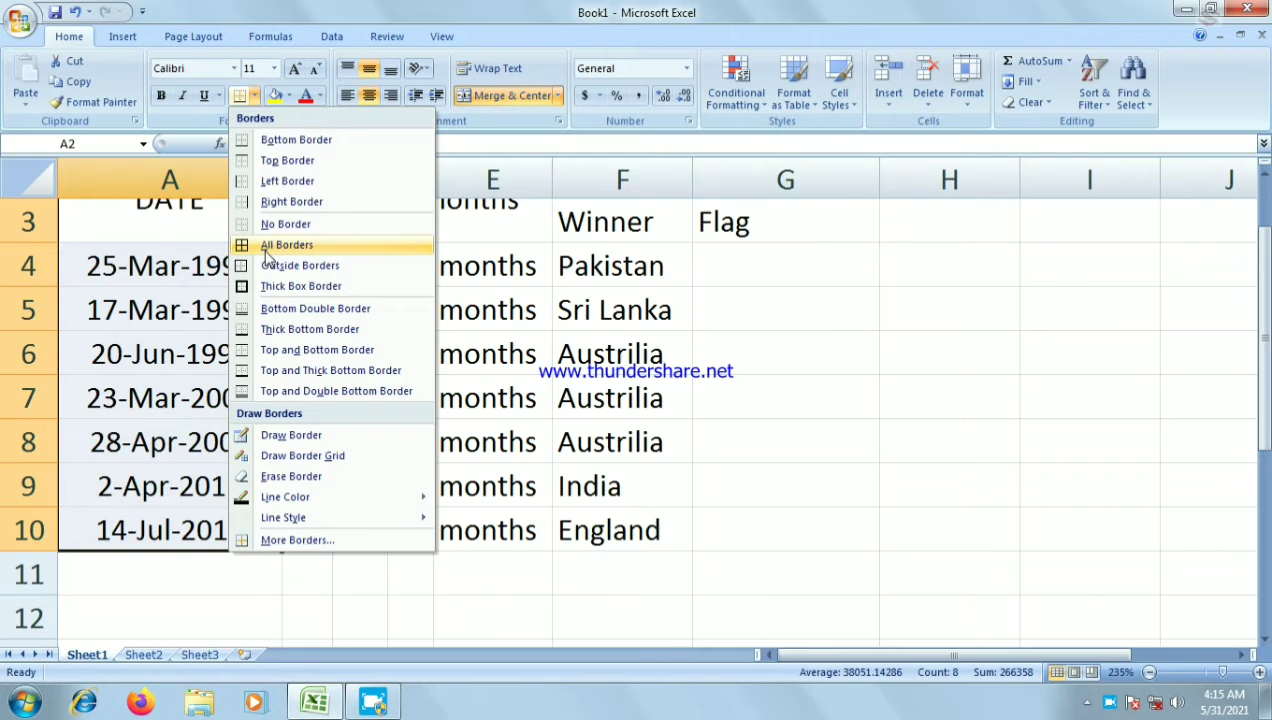 Book1 - Microsoft Excel
Home Insert Page Layout Formulas Data Review View
Paste
Cut
Copy
Format Painter
Clipboard
Calibri 11
B I U
Wrap Text
Merge & Center
General
$ % ,
Number
Conditional Formatting
Format as Table
Cell Styles
Styles
Insert Delete Format
Cells
Σ AutoSum
Fill
Clear
Sort & Filter
Find & Select
Editing
A2 fx
A E F G H I J
Borders
Bottom Border
Top Border
Left Border
Right Border
No Border
All Borders
Outside Borders
Thick Box Border
Bottom Double Border
Thick Bottom Border
Top and Bottom Border
Top and Thick Bottom Border
Top and Double Bottom Border
Draw Borders
Draw Border
Draw Border Grid
Erase Border
Line Color
Line Style
More Borders...
3 DATE months Winner Flag
4 25-Mar-199 months Pakistan
5 17-Mar-199 months Sri Lanka
6 20-Jun-199 months Austrilia
www.thundershare.net
7 23-Mar-200 months Austrilia
8 28-Apr-200 months Austrilia
9 2-Apr-201 months India
10 14-Jul-201 months England
11
12
Sheet1 Sheet2 Sheet3
Ready Average: 38051.14286 Count: 8 Sum: 266358 235%
4:15 AM
5/31/2021